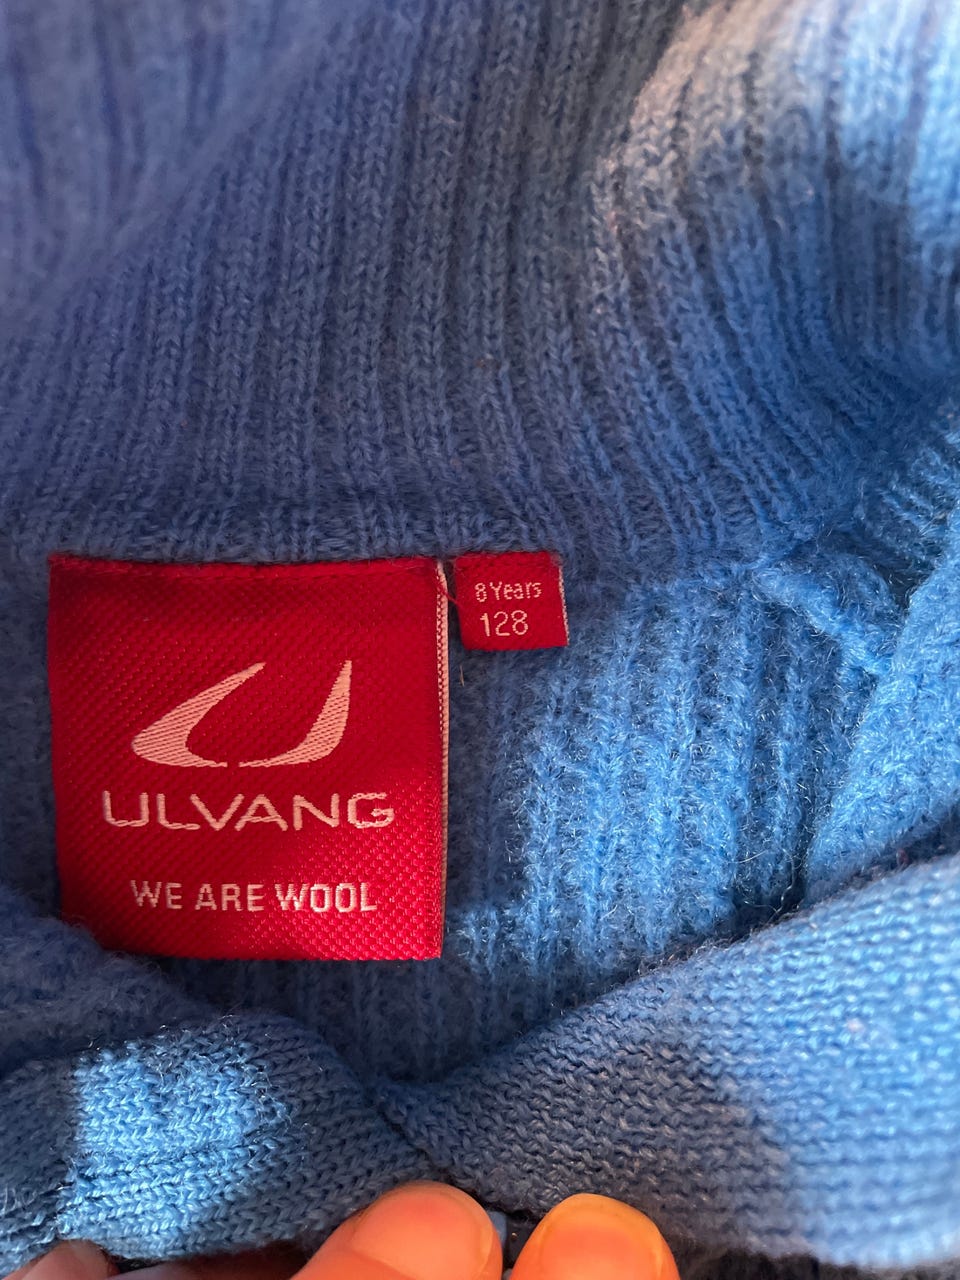 8 Years
128
ULVANG
WE ARE WOOL